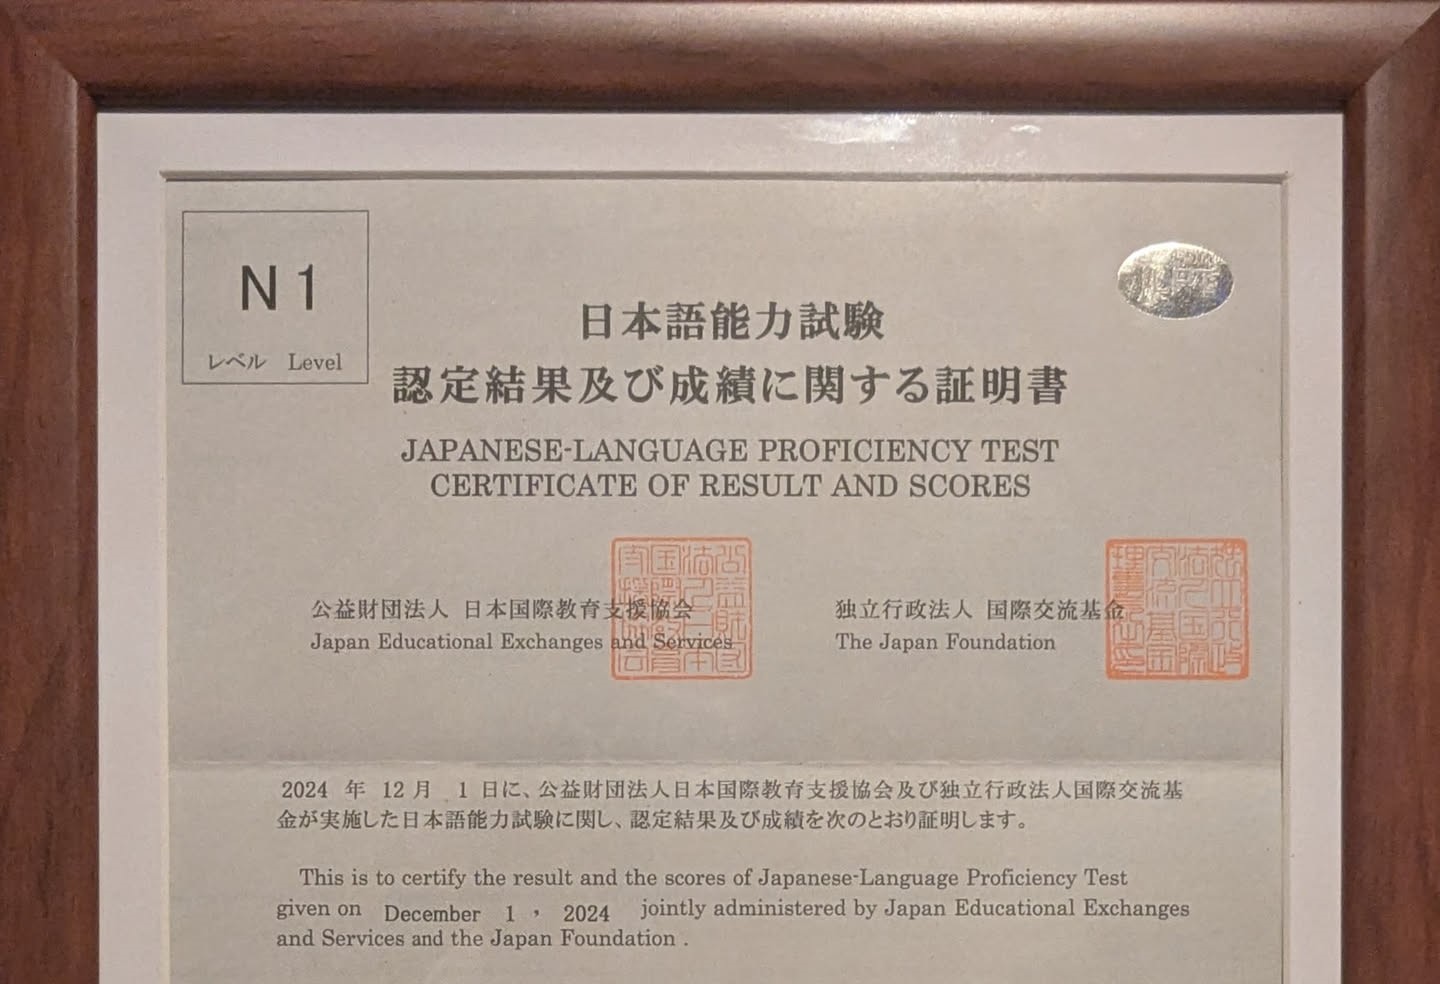 N1
レベル Level
日本語能力試験
認定結果及び成績に関する証明書
JAPANESE-LANGUAGE PROFICIENCY TEST
CERTIFICATE OF RESULT AND SCORES
公益財団法人 日本国際教育支援協会
Japan Educational Exchanges and Services
独立行政法人 国際交流基金
The Japan Foundation
2024 年 12 月 1 日に、公益財団法人日本国際教育支援協会及び独立行政法人国際交流基
金が実施した日本語能力試験に関し、認定結果及び成績を次のとおり証明します。
This is to certify the result and the scores of Japanese-Language Proficiency Test
given on December 1 , 2024 jointly administered by Japan Educational Exchanges
and Services and the Japan Foundation .